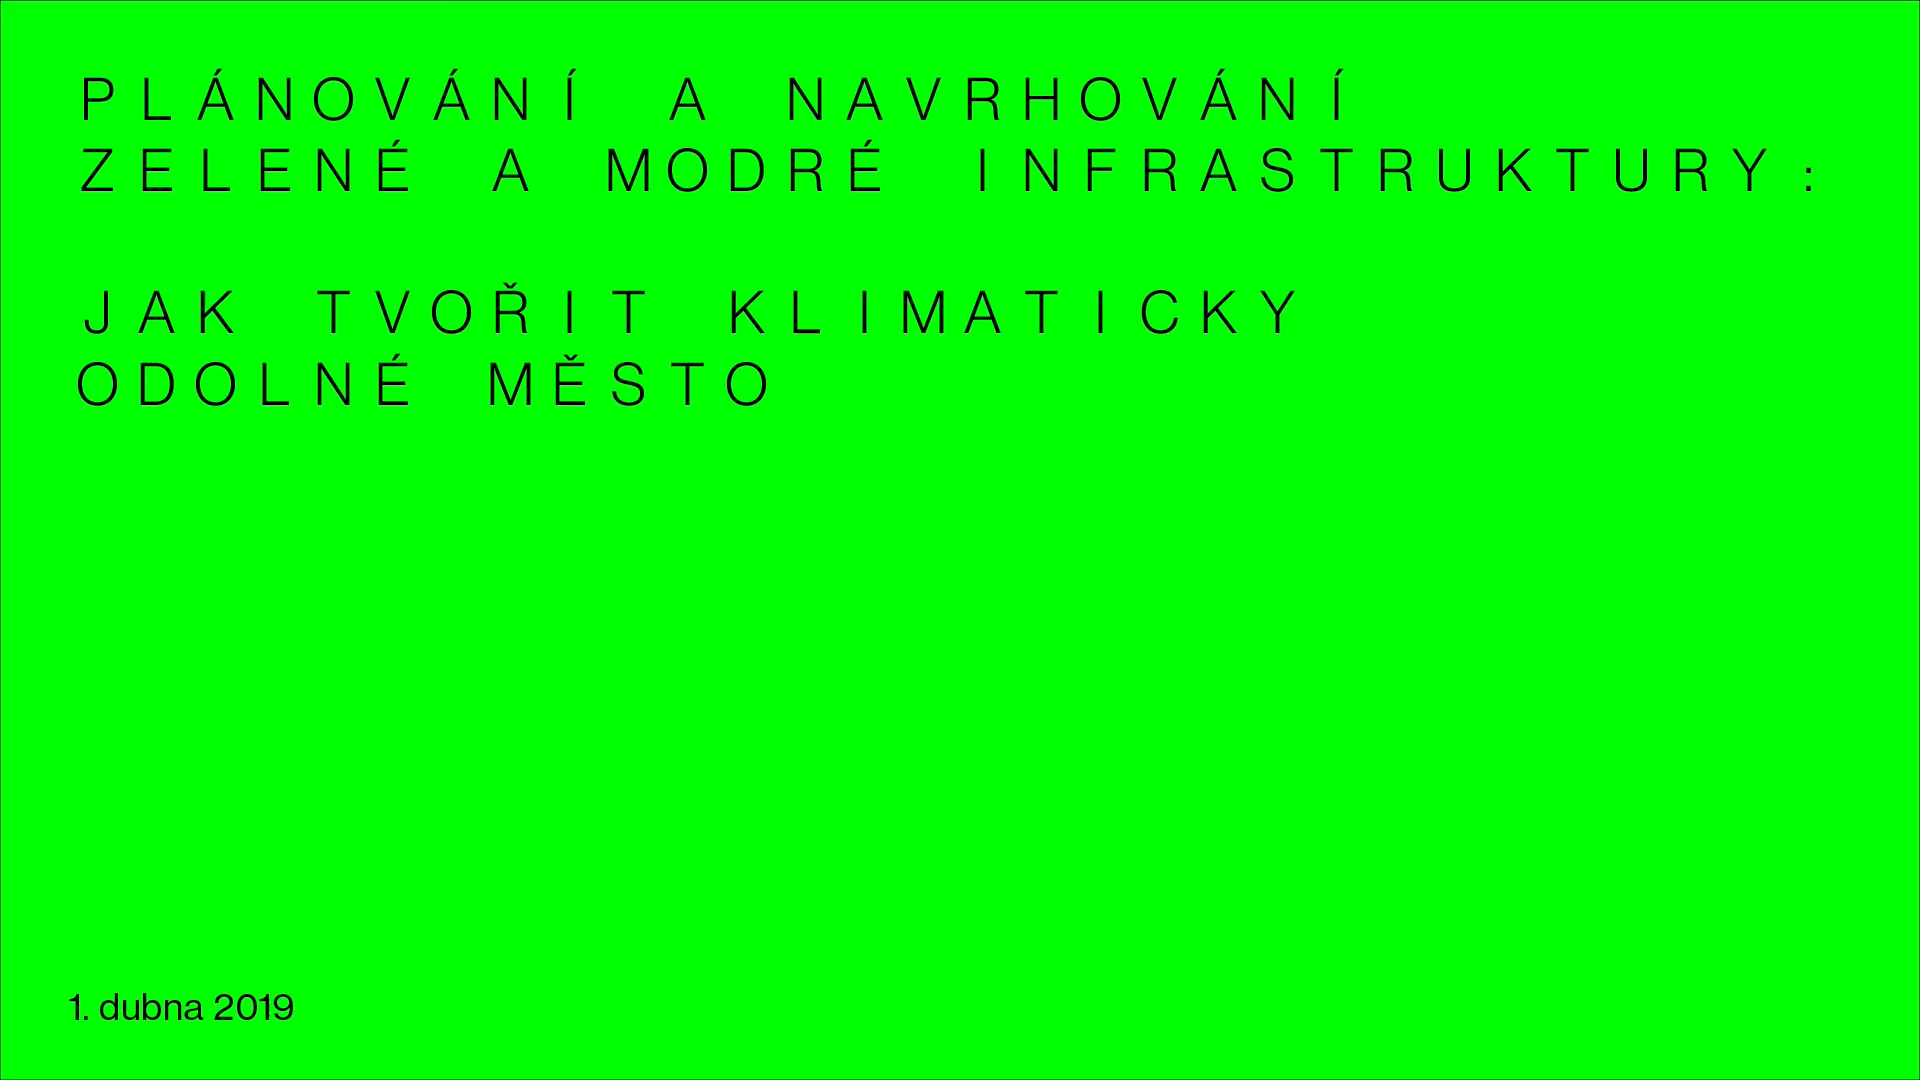 PLÁNOVÁNÍ A NAVRHOVÁNÍ
ZELENÉ A MODRÉ INFRASTRUKTURY:
JAK TVOŘIT KLIMATICKY
ODOLNÉ MĚSTO
1. dubna 2019